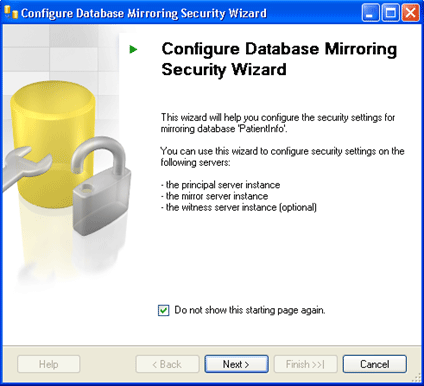 Configure Database Mirroring Security Wizard
Configure Database Mirroring
Security Wizard
This wizard will help you configure the security settings for
mirroring database 'PatientInfo'.
You can use this wizard to configure security settings on the
following servers:
- the principal server instance
- the mirror server instance
- the witness server instance (optional)
Do not show this starting page again.
Help
< Back
Next >
Finish >>|
Cancel